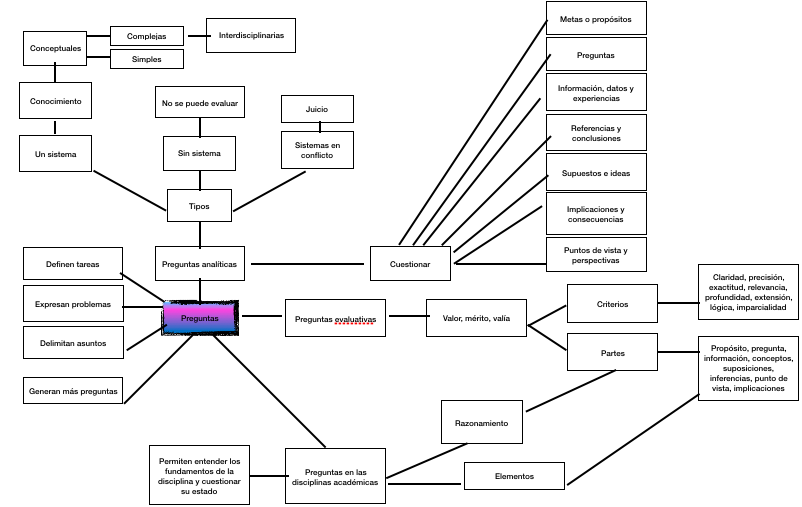 Metas o propósitos
Conceptuales
Complejas
Interdisciplinarias
Simples
Preguntas
Información, datos y
experiencias
Conocimiento
No se puede evaluar
Juicio
Referencias y
conclusiones
Un sistema
Sin sistema
Sistemas en
conflicto
Supuestos e ideas
Tipos
Implicaciones y
consecuencias
Puntos de vista y
perspectivas
Definen tareas
Preguntas analíticas
Cuestionar
Claridad, precisión,
exactitud, relevancia,
profundidad, extensión,
lógica, imparcialidad
Expresan problemas
Preguntas
Preguntas evaluativas
Valor, mérito, valía
Criterios
Delimitan asuntos
Partes
Propósito, pregunta,
información, conceptos,
suposiciones,
inferencias, punto de
vista, implicaciones
Generan más preguntas
Razonamiento
Permiten entender los
fundamentos de la
disciplina y cuestionar
su estado
Preguntas en las
disciplinas académicas
Elementos